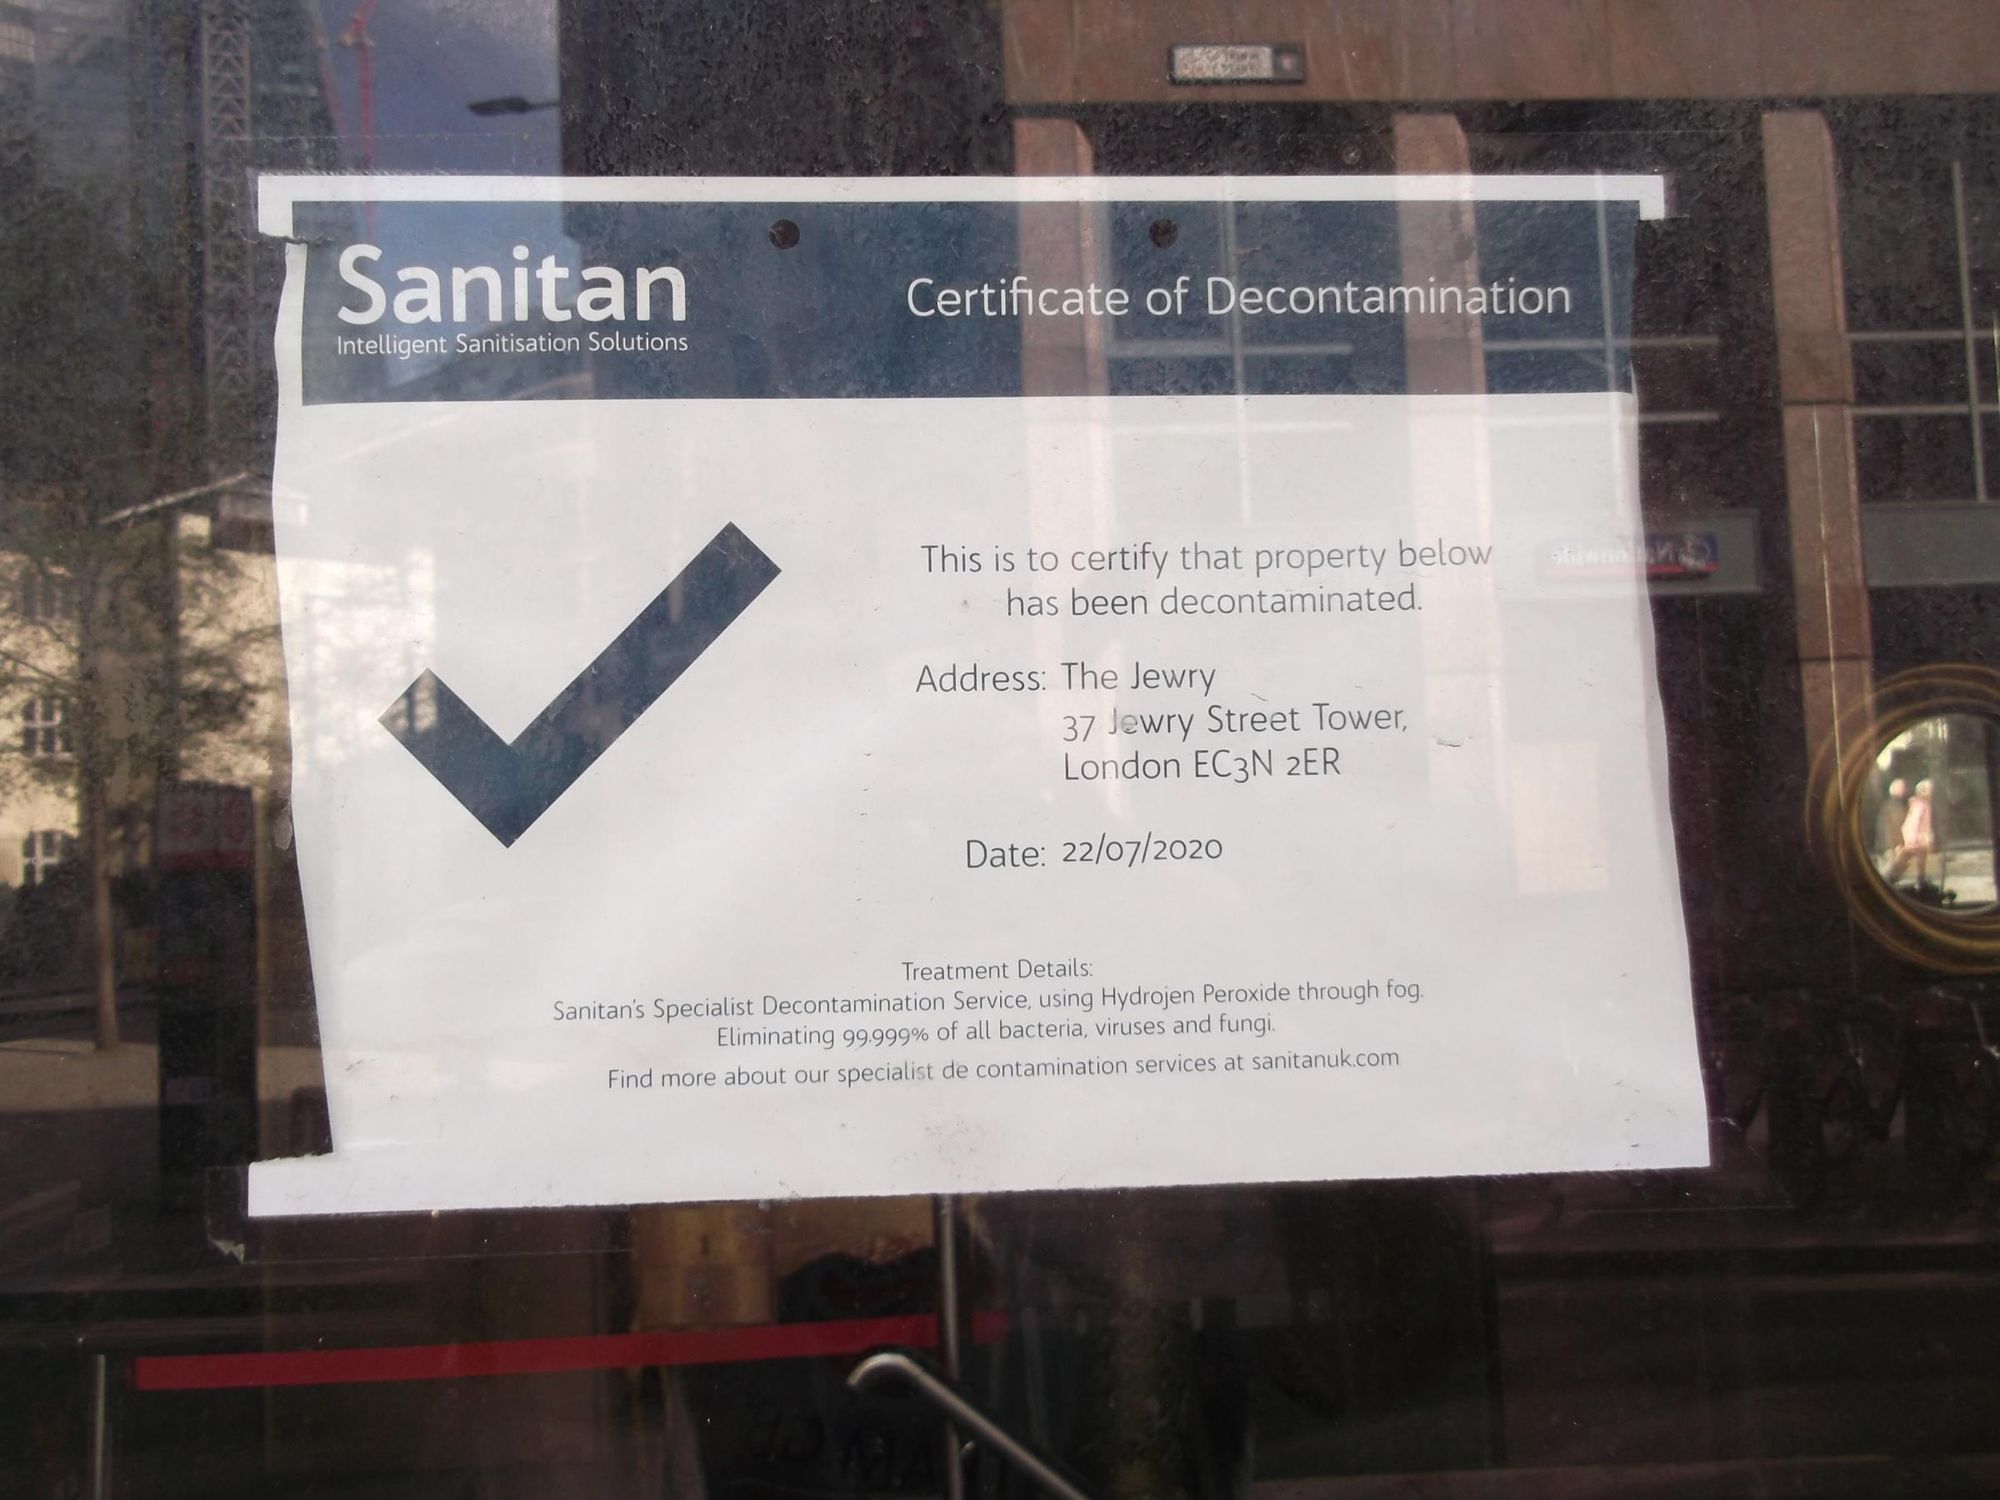 Sanitan
Intelligent Sanitisation Solutions
Certificate of Decontamination
This is to certify that property below
has been decontaminated.
Address: The Jewry
37 Jewry Street Tower,
London EC3N 2ER
Date: 22/07/2020
Treatment Details:
Sanitan's Specialist Decontamination Service, using Hydrojen Peroxide through fog.
Eliminating 99.999% of all bacteria, viruses and fungi.
Find more about our specialist de contamination services at sanitanuk.com
Nationwide